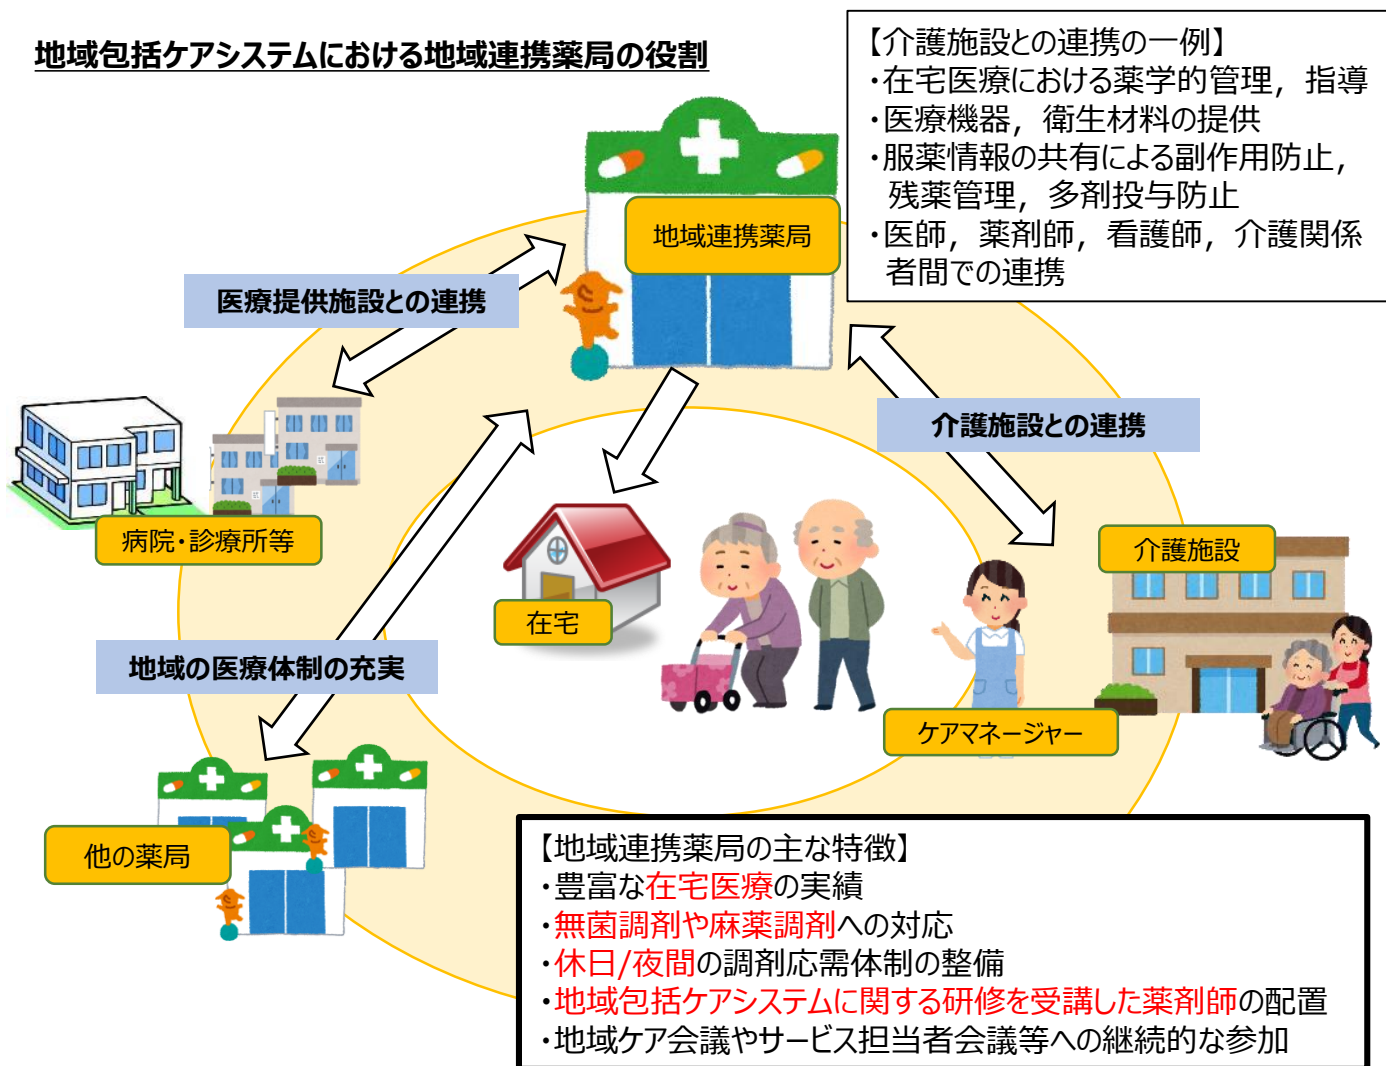 地域包括ケアシステムにおける地域連携薬局の役割
【介護施設との連携の一例】
・在宅医療における薬学的管理，指導
・医療機器，衛生材料の提供
・服薬情報の共有による副作用防止，
残薬管理，多剤投与防止
・医師，薬剤師，看護師，介護関係
者間での連携
地域連携薬局
医療提供施設との連携
介護施設との連携
病院・診療所等
介護施設
在宅
地域の医療体制の充実
ケアマネージャー
他の薬局
【地域連携薬局の主な特徴】
・豊富な在宅医療の実績
・無菌調剤や麻薬調剤への対応
・休日/夜間の調剤応需体制の整備
・地域包括ケアシステムに関する研修を受講した薬剤師の配置
・地域ケア会議やサービス担当者会議等への継続的な参加